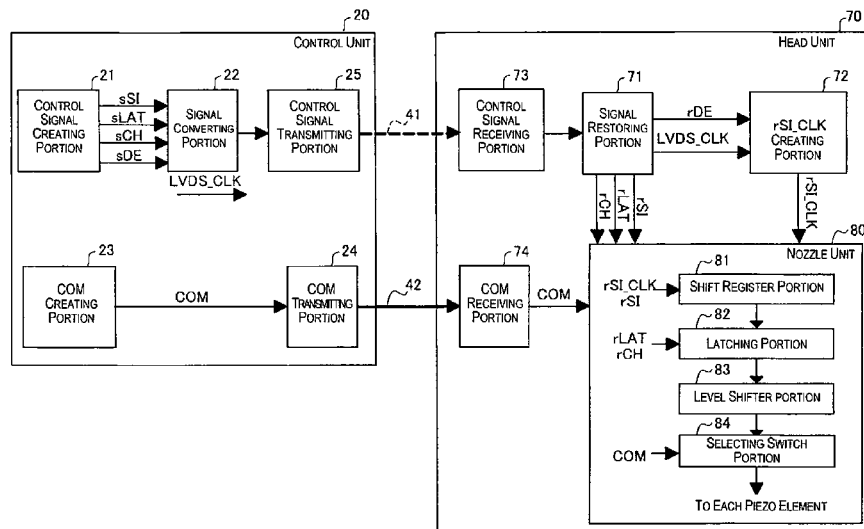 20
CONTROL UNIT
21
CONTROL
SIGNAL
CREATING
PORTION
sSI
sLAT
sCH
sDE
22
SIGNAL
CONVERTING
PORTION
LVDS_CLK
25
CONTROL
SIGNAL
TRANSMITTING
PORTION
41
23
COM
CREATING
PORTION
COM
24
COM
TRANSMITTING
PORTION
42
70
HEAD UNIT
73
CONTROL
SIGNAL
RECEIVING
PORTION
71
SIGNAL
RESTORING
PORTION
rDE
LVDS_CLK
72
rSI_CLK
CREATING
PORTION
rCH
rLAT
rSI
rSI_CLK
74
COM
RECEIVING
PORTION
COM
80
NOZZLE UNIT
81
rSI_CLK
rSI
SHIFT REGISTER PORTION
82
rLAT
rCH
LATCHING PORTION
83
LEVEL SHIFTER PORTION
84
COM
SELECTING SWITCH
PORTION
TO EACH PIEZO ELEMENT